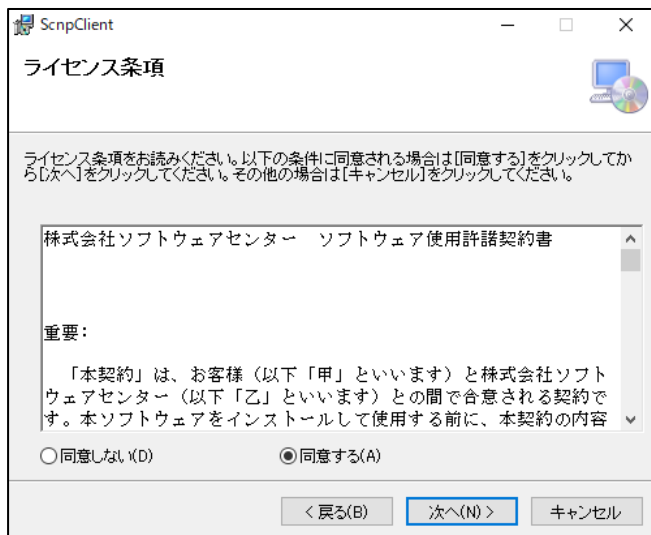 ScnpClient
ライセンス条項
ライセンス条項をお読みください。以下の条件に同意される場合は[同意する]をクリックしてか
ら[次へ]をクリックしてください。その他の場合は[キャンセル]をクリックしてください。
株式会社ソフトウェアセンター　ソフトウェア使用許諾契約書
重要:
「本契約」は、お客様（以下「甲」といいます）と株式会社ソフト
ウェアセンター（以下「乙」といいます）との間で合意される契約で
す。本ソフトウェアをインストールして使用する前に、本契約の内容
同意しない(D) 同意する(A)
< 戻る(B) 次へ(N) > キャンセル